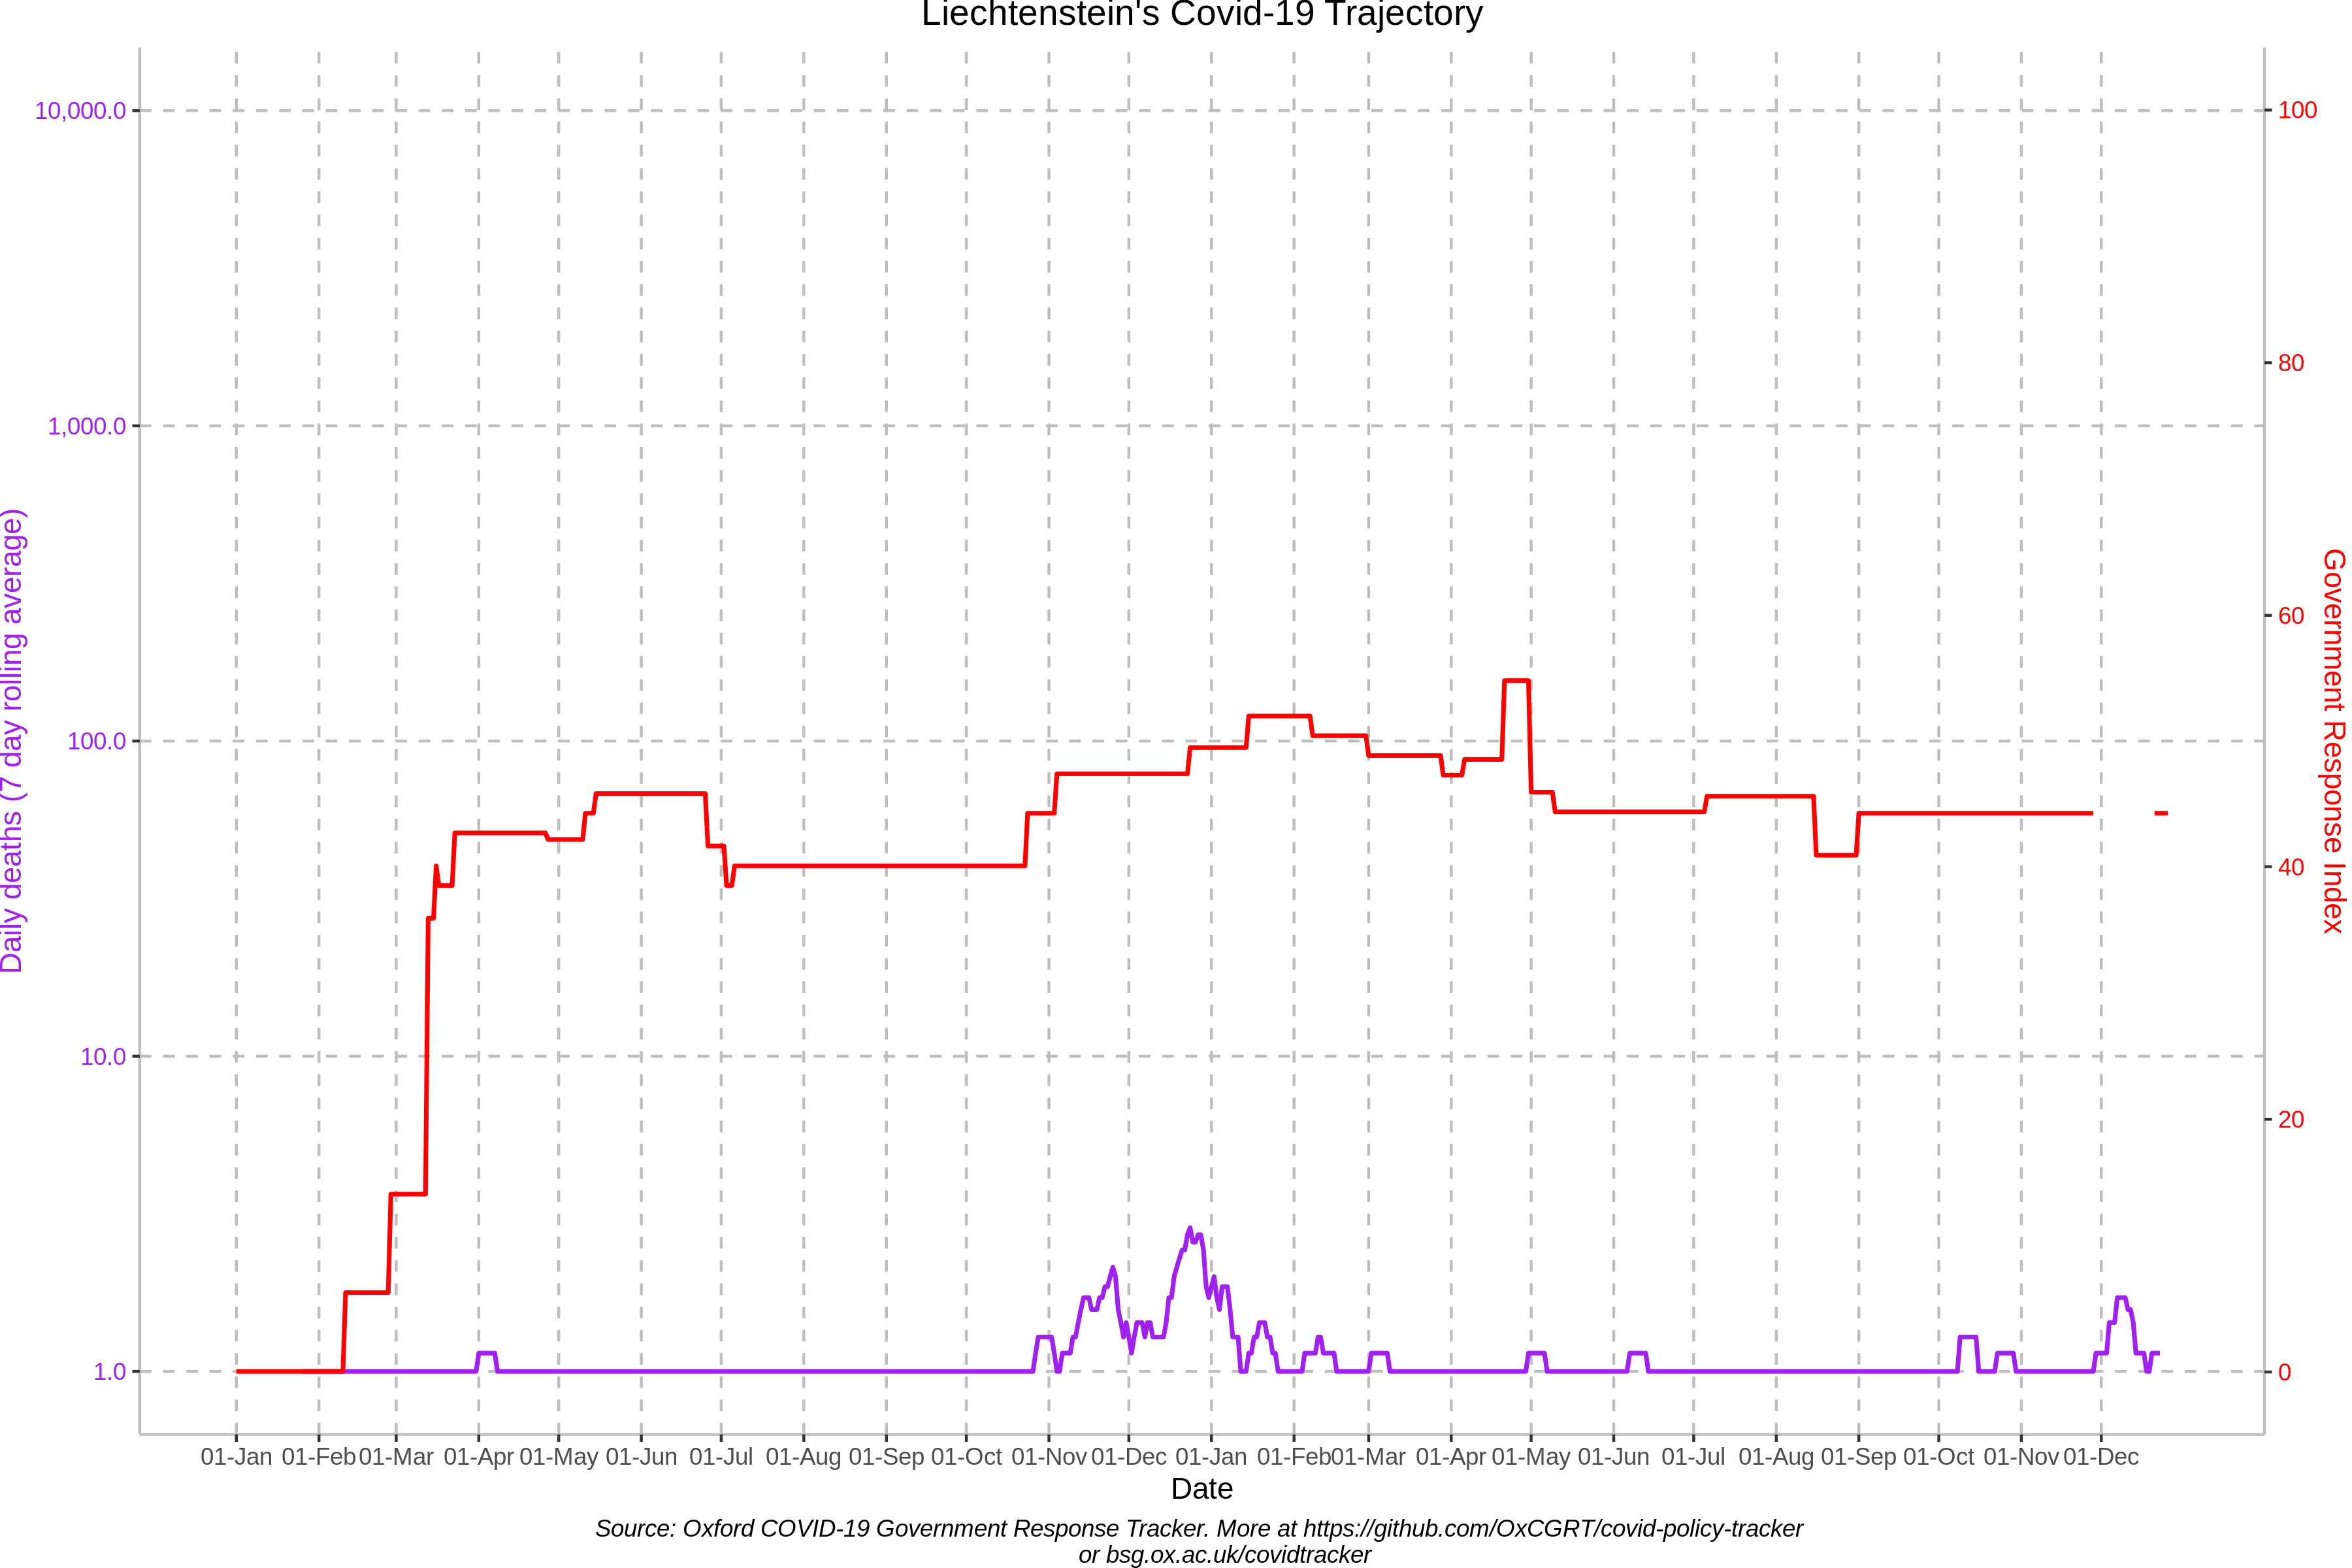 Liechtenstein's Covid-19 Trajectory
10,000.0
1,000.0
100.0
10.0
1.0
Daily deaths (7 day rolling average)
100
80
60
40
20
0
Government Response Index
01-Jan 01-Feb 01-Mar 01-Apr 01-May 01-Jun 01-Jul 01-Aug 01-Sep 01-Oct 01-Nov 01-Dec 01-Jan 01-Feb 01-Mar 01-Apr 01-May 01-Jun 01-Jul 01-Aug 01-Sep 01-Oct 01-Nov 01-Dec
Date
Source: Oxford COVID-19 Government Response Tracker. More at https://github.com/OxCGRT/covid-policy-tracker
or bsg.ox.ac.uk/covidtracker